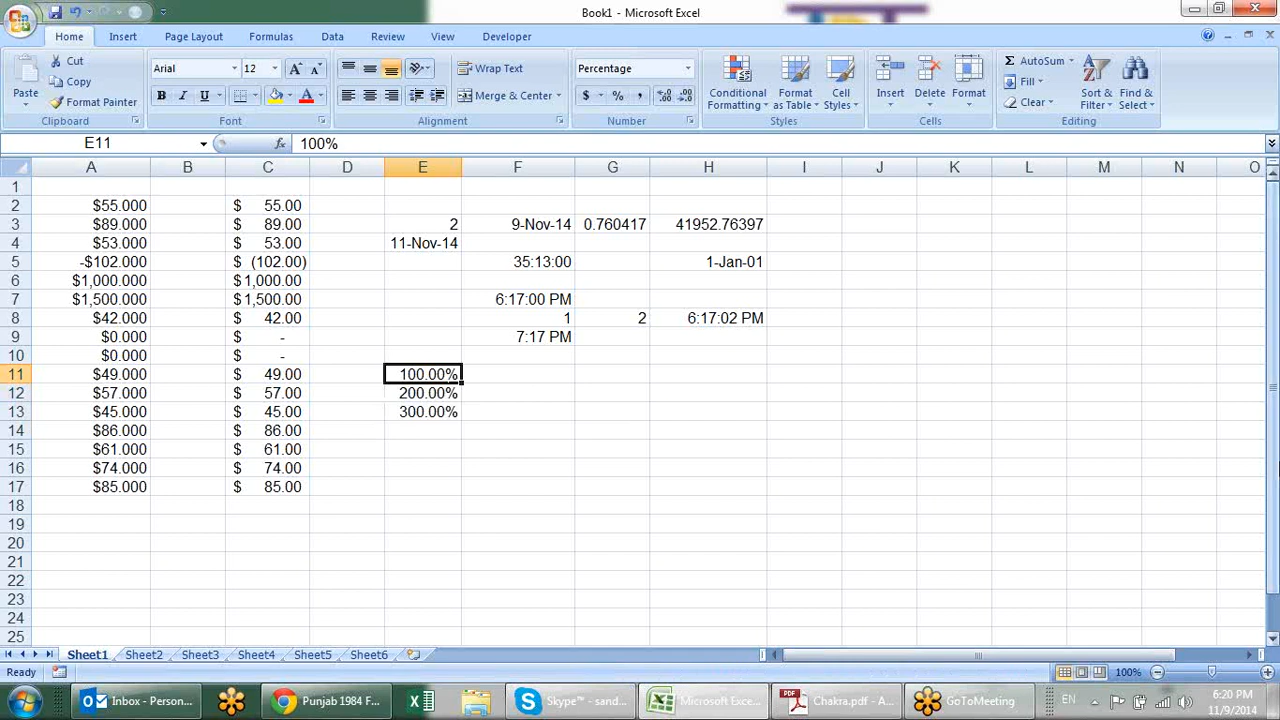 Book1 - Microsoft Excel
Home Insert Page Layout Formulas Data Review View Developer
Paste Cut Copy Format Painter Clipboard
Arial 12 B I U A Font
Wrap Text Merge & Center Alignment
Percentage $ % , Number
Conditional Formatting Format as Table Cell Styles Styles
Insert Delete Format Cells
Σ AutoSum Fill Clear Sort & Filter Find & Select Editing
E11 fx 100%
A B C D E F G H I J K L M N O
1
2 $55.000 $ 55.00
3 $89.000 $ 89.00 2 9-Nov-14 0.760417 41952.76397
4 $53.000 $ 53.00 11-Nov-14
5 -$102.000 $ (102.00) 35:13:00 1-Jan-01
6 $1,000.000 $ 1,000.00
7 $1,500.000 $ 1,500.00 6:17:00 PM
8 $42.000 $ 42.00 1 2 6:17:02 PM
9 $0.000 $ - 7:17 PM
10 $0.000 $ -
11 $49.000 $ 49.00 100.00%
12 $57.000 $ 57.00 200.00%
13 $45.000 $ 45.00 300.00%
14 $86.000 $ 86.00
15 $61.000 $ 61.00
16 $74.000 $ 74.00
17 $85.000 $ 85.00
18
19
20
21
22
23
24
25
Sheet1 Sheet2 Sheet3 Sheet4 Sheet5 Sheet6
Ready 100%
Inbox - Person... Punjab 1984 F... Skype™ - sand... Microsoft Exce... Chakra.pdf - A... GoToMeeting EN 6:20 PM
11/9/2014